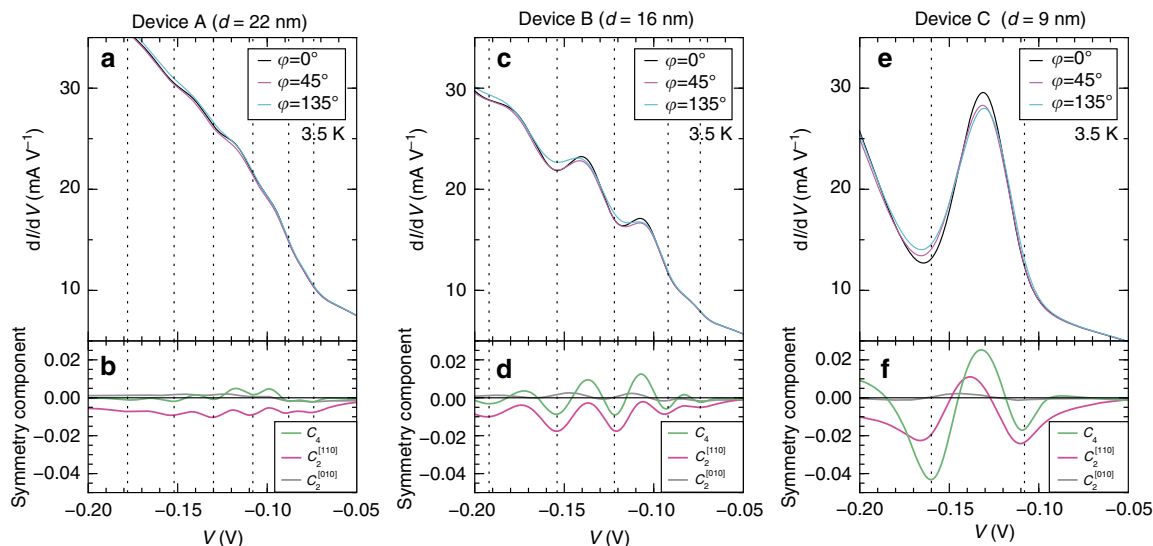 Device A (d = 22 nm)
Device B (d = 16 nm)
Device C (d = 9 nm)
a
φ=0°
φ=45°
φ=135°
3.5 K
30
20
10
dI/dV (mA V⁻¹)
c
φ=0°
φ=45°
φ=135°
3.5 K
30
20
10
dI/dV (mA V⁻¹)
e
φ=0°
φ=45°
φ=135°
3.5 K
30
20
10
dI/dV (mA V⁻¹)
b
0.02
0.00
−0.02
−0.04
Symmetry component
C₄
C₂[110]
C₂[010]
−0.20 −0.15 −0.10 −0.05
V (V)
d
0.02
0.00
−0.02
−0.04
Symmetry component
C₄
C₂[110]
C₂[010]
−0.20 −0.15 −0.10 −0.05
V (V)
f
0.02
0.00
−0.02
−0.04
Symmetry component
C₄
C₂[110]
C₂[010]
−0.20 −0.15 −0.10 −0.05
V (V)